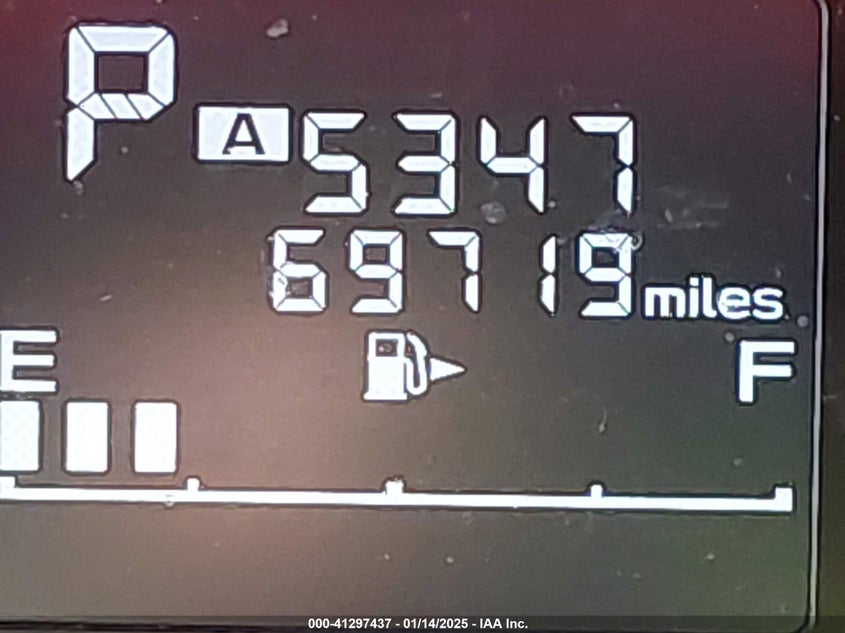 P
A 5347
69719 miles
E F
000-41297437 - 01/14/2025 - IAA Inc.